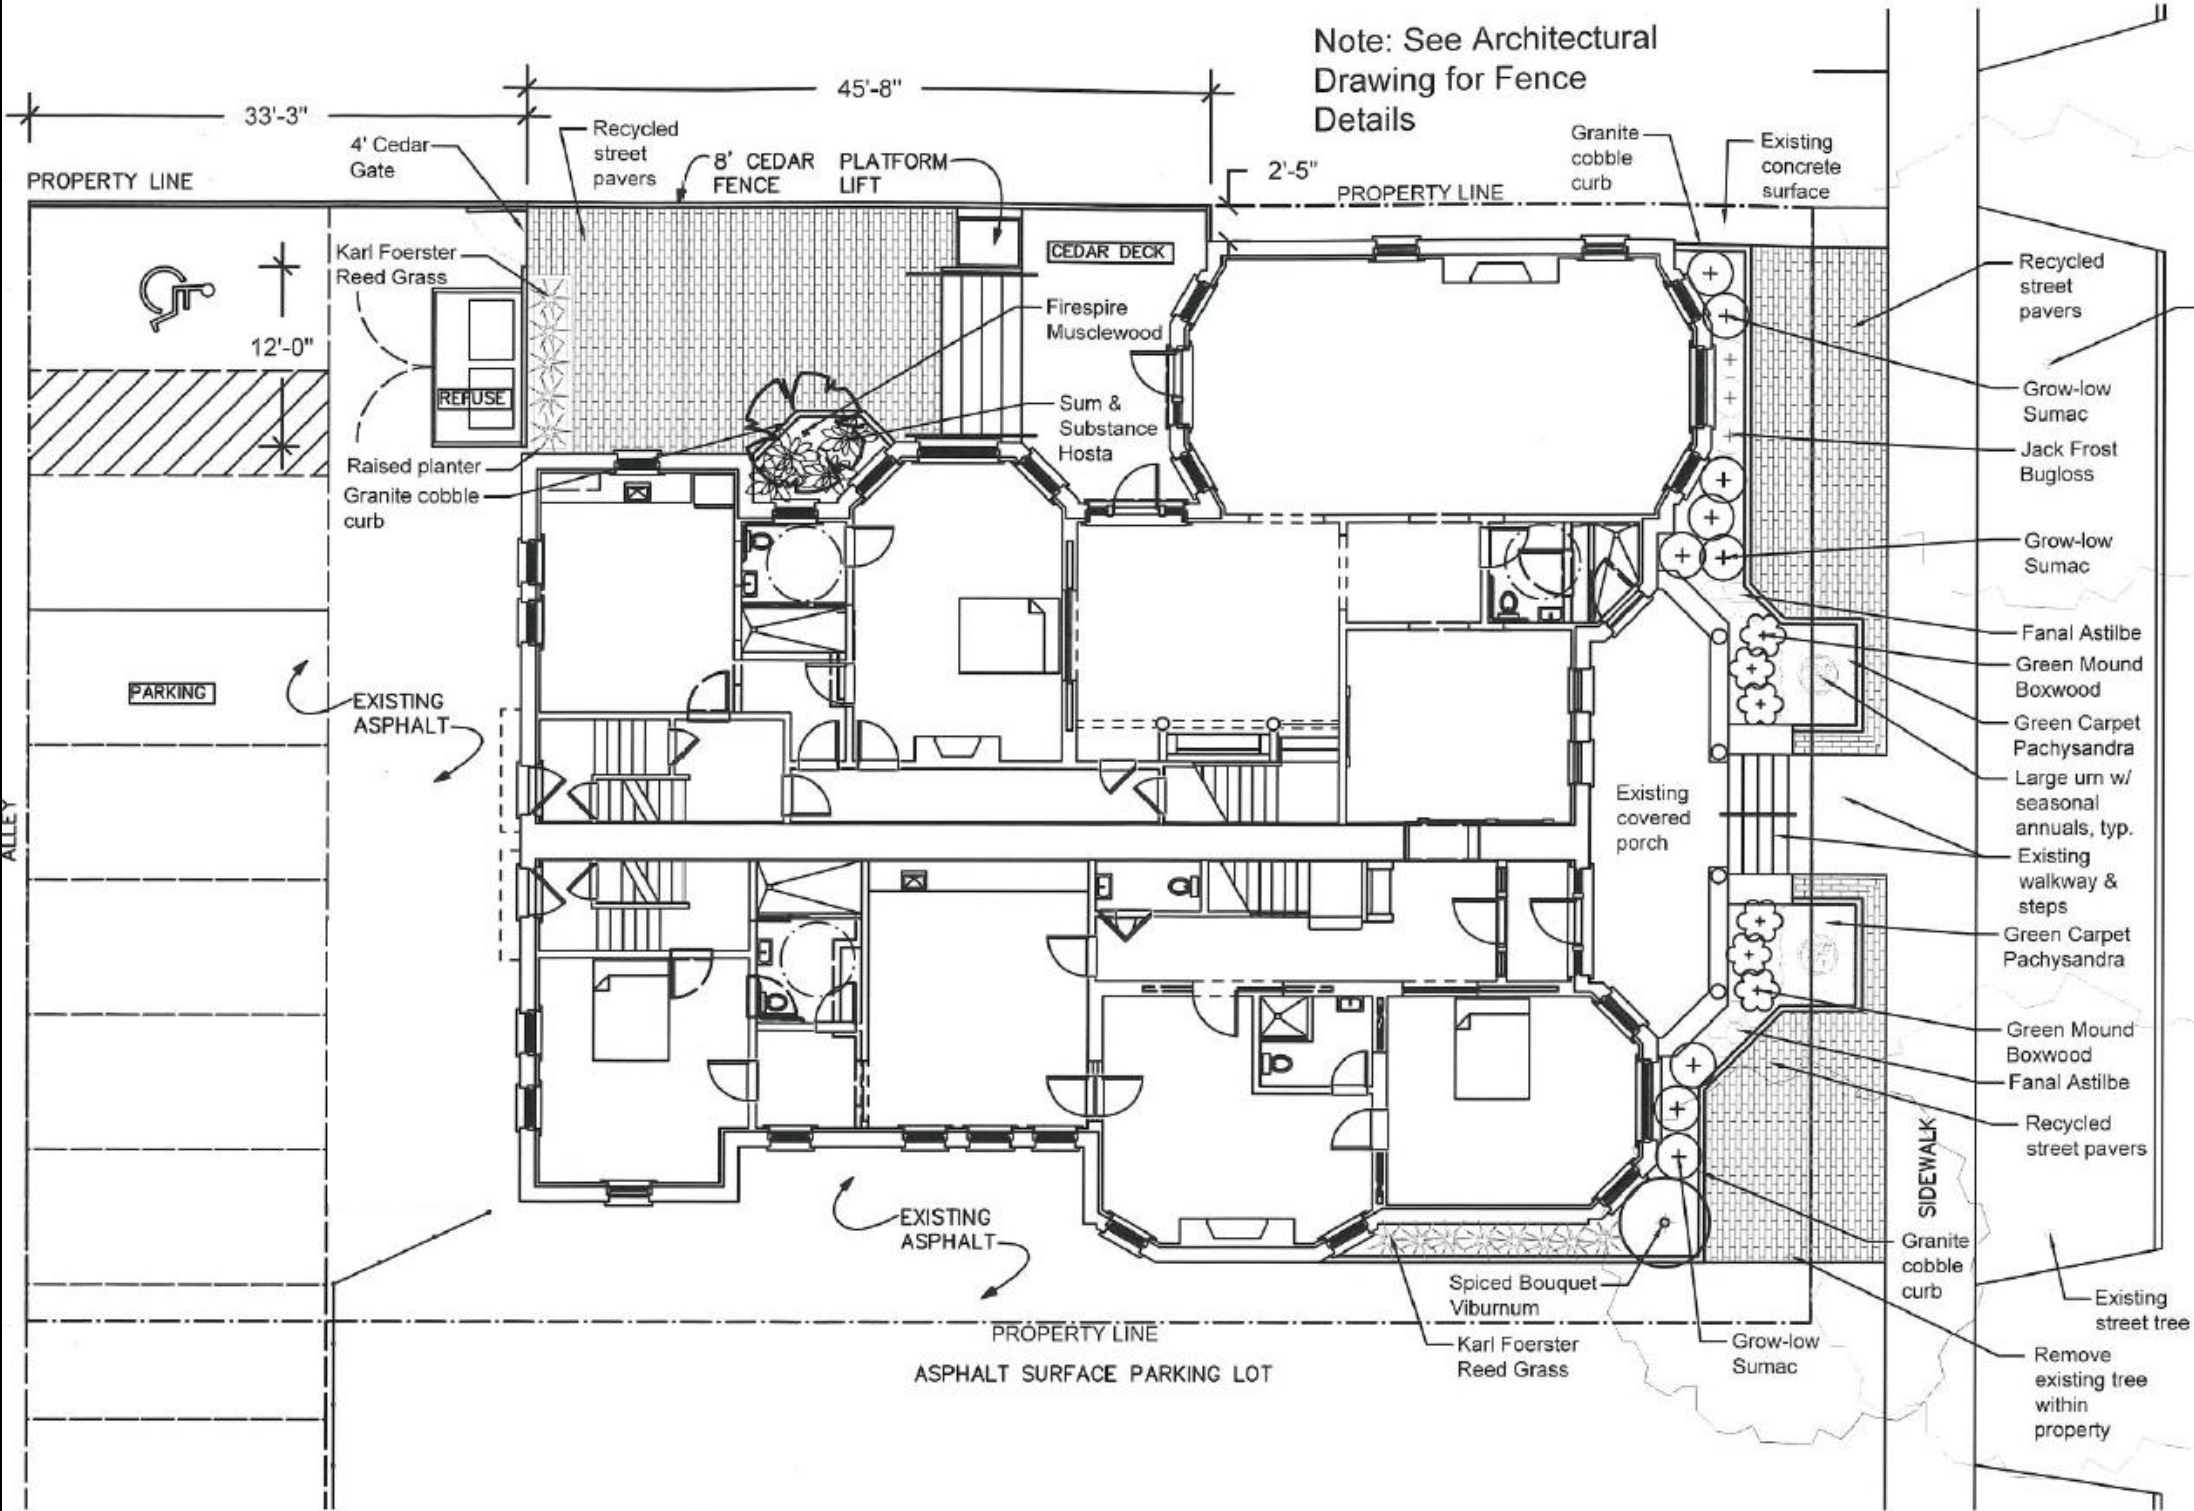 Note: See Architectural
Drawing for Fence
Details
45'-8"
33'-3"
4' Cedar
Gate
Recycled
street
pavers
8' CEDAR
FENCE
PLATFORM
LIFT
2'-5"
Granite
cobble
curb
Existing
concrete
surface
PROPERTY LINE
PROPERTY LINE
Karl Foerster
Reed Grass
CEDAR DECK
12'-0"
Firespire
Musclewood
REFUSE
Sum &
Substance
Hosta
Raised planter
Granite cobble
curb
Recycled
street
pavers
Grow-low
Sumac
Jack Frost
Bugloss
Grow-low
Sumac
Fanal Astilbe
Green Mound
Boxwood
Green Carpet
Pachysandra
Large urn w/
seasonal
annuals, typ.
Existing
walkway &
steps
Green Carpet
Pachysandra
Green Mound
Boxwood
Fanal Astilbe
Recycled
street pavers
PARKING
EXISTING
ASPHALT
ALLEY
Existing
covered
porch
SIDEWALK
EXISTING
ASPHALT
Granite
cobble
curb
Existing
street tree
Spiced Bouquet
Viburnum
PROPERTY LINE
Karl Foerster
Reed Grass
Grow-low
Sumac
Remove
existing tree
within
property
ASPHALT SURFACE PARKING LOT